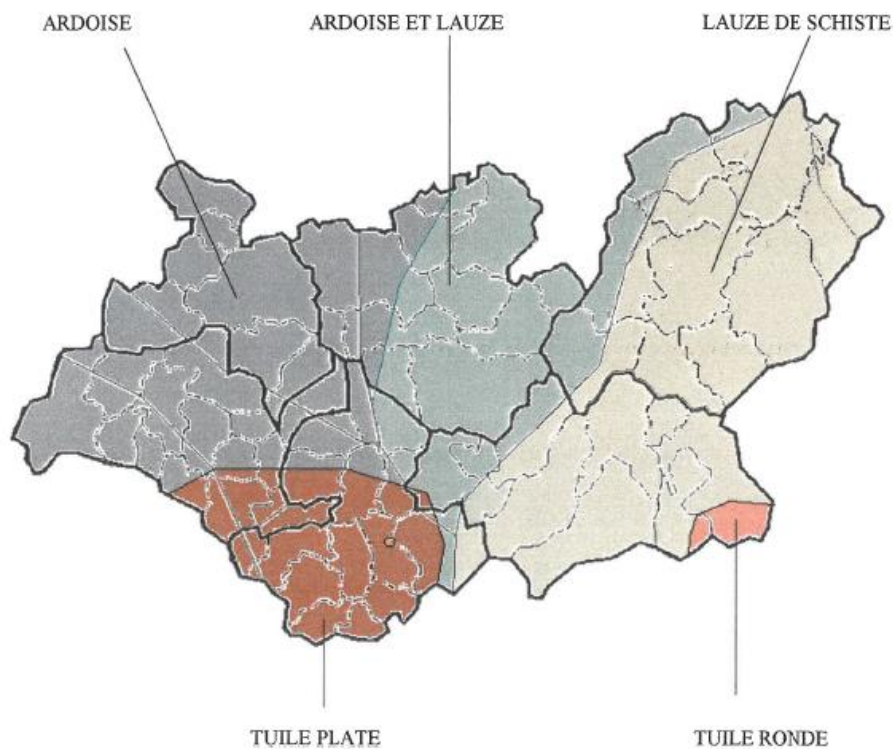 ARDOISE
ARDOISE ET LAUZE
LAUZE DE SCHISTE
TUILE PLATE
TUILE RONDE